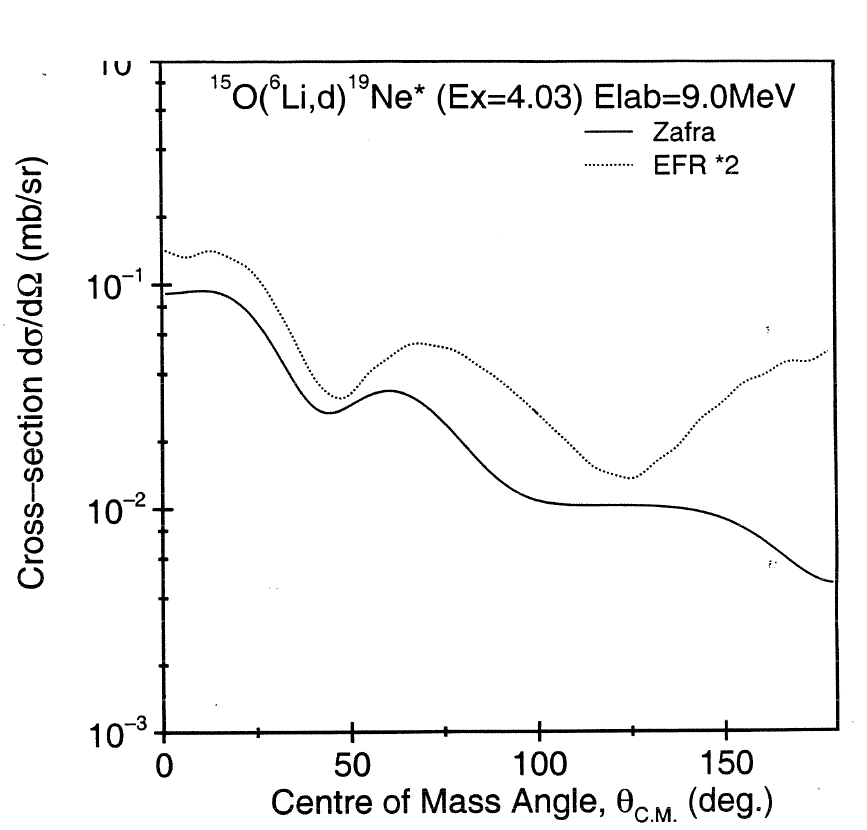 10
¹⁵O(⁶Li,d)¹⁹Ne* (Ex=4.03) Elab=9.0MeV
Zafra
EFR *2
Cross−section dσ/dΩ (mb/sr)
10⁻¹
10⁻²
10⁻³
0 50 100 150
Centre of Mass Angle, θC.M. (deg.)